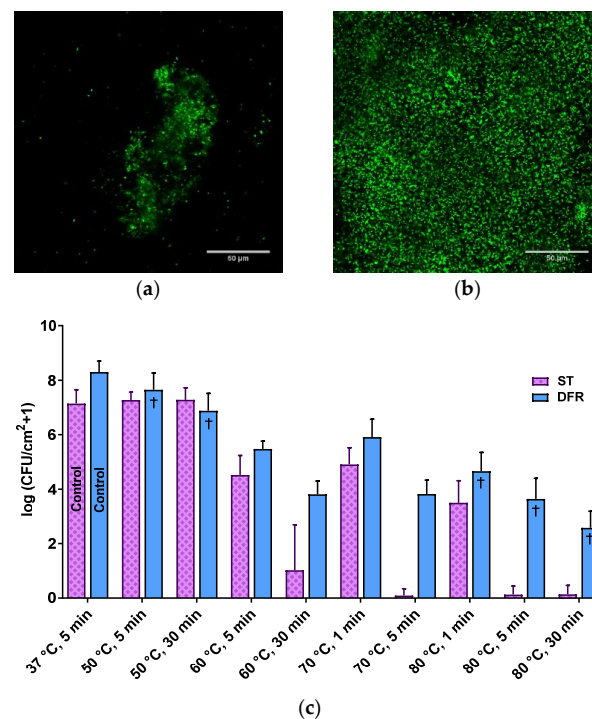 50 µm
50 µm
(a)
(b)
log (CFU/cm²+1)
10
8
6
4
2
0
ST
DFR
Control
Control
†
†
†
†
†
37 °C, 5 min
50 °C, 5 min
50 °C, 30 min
60 °C, 5 min
60 °C, 30 min
70 °C, 1 min
70 °C, 5 min
80 °C, 1 min
80 °C, 5 min
80 °C, 30 min
(c)